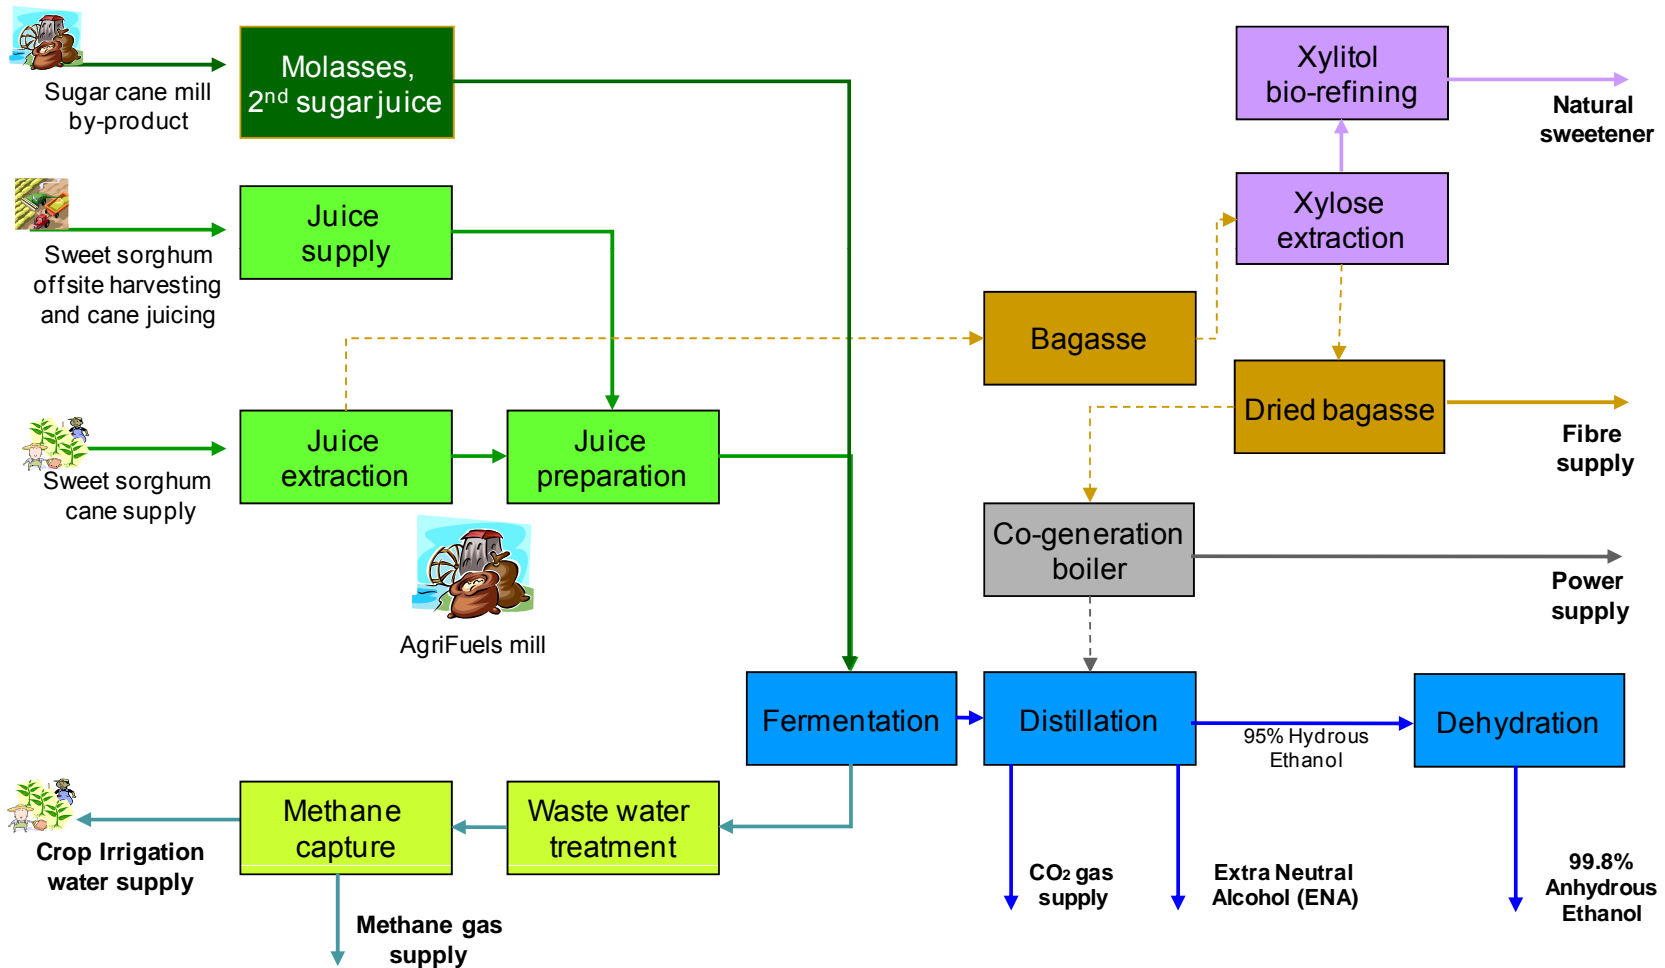 Sugar cane mill
by-product
Molasses,
2nd sugar juice
Xylitol
bio-refining
Natural
sweetener
Sweet sorghum
offsite harvesting
and cane juicing
Juice
supply
Xylose
extraction
Bagasse
Dried bagasse
Fibre
supply
Sweet sorghum
cane supply
Juice
extraction
Juice
preparation
AgriFuels mill
Co-generation
boiler
Power
supply
Fermentation
Distillation
95% Hydrous
Ethanol
Dehydration
Crop Irrigation
water supply
Methane
capture
Waste water
treatment
Methane gas
supply
CO2 gas
supply
Extra Neutral
Alcohol (ENA)
99.8%
Anhydrous
Ethanol